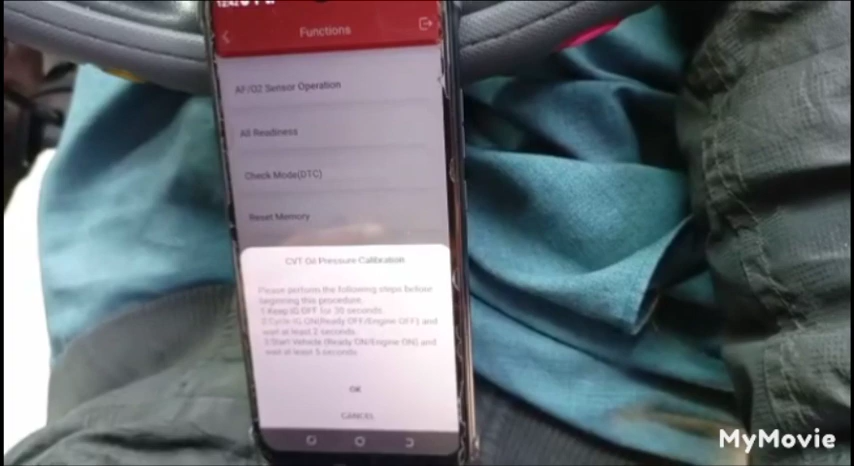 12:42
Functions
AF/O2 Sensor Operation
All Readiness
Check Mode(DTC)
Reset Memory
CVT Oil Pressure Calibration
Please perform the following steps before
beginning this procedure.
1.Keep IG OFF for 30 seconds.
2.Cycle IG ON(Ready OFF/Engine OFF) and
wait at least 2 seconds.
3.Start Vehicle (Ready ON/Engine ON) and
wait at least 5 seconds.
OK
CANCEL
MyMovie